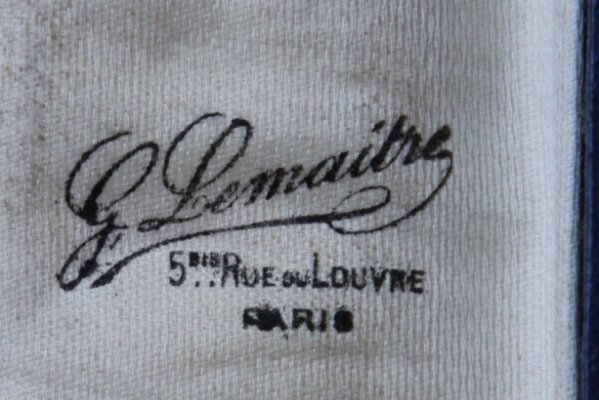 G. Lemaitre
5BIS. RUE DU LOUVRE
PARIS